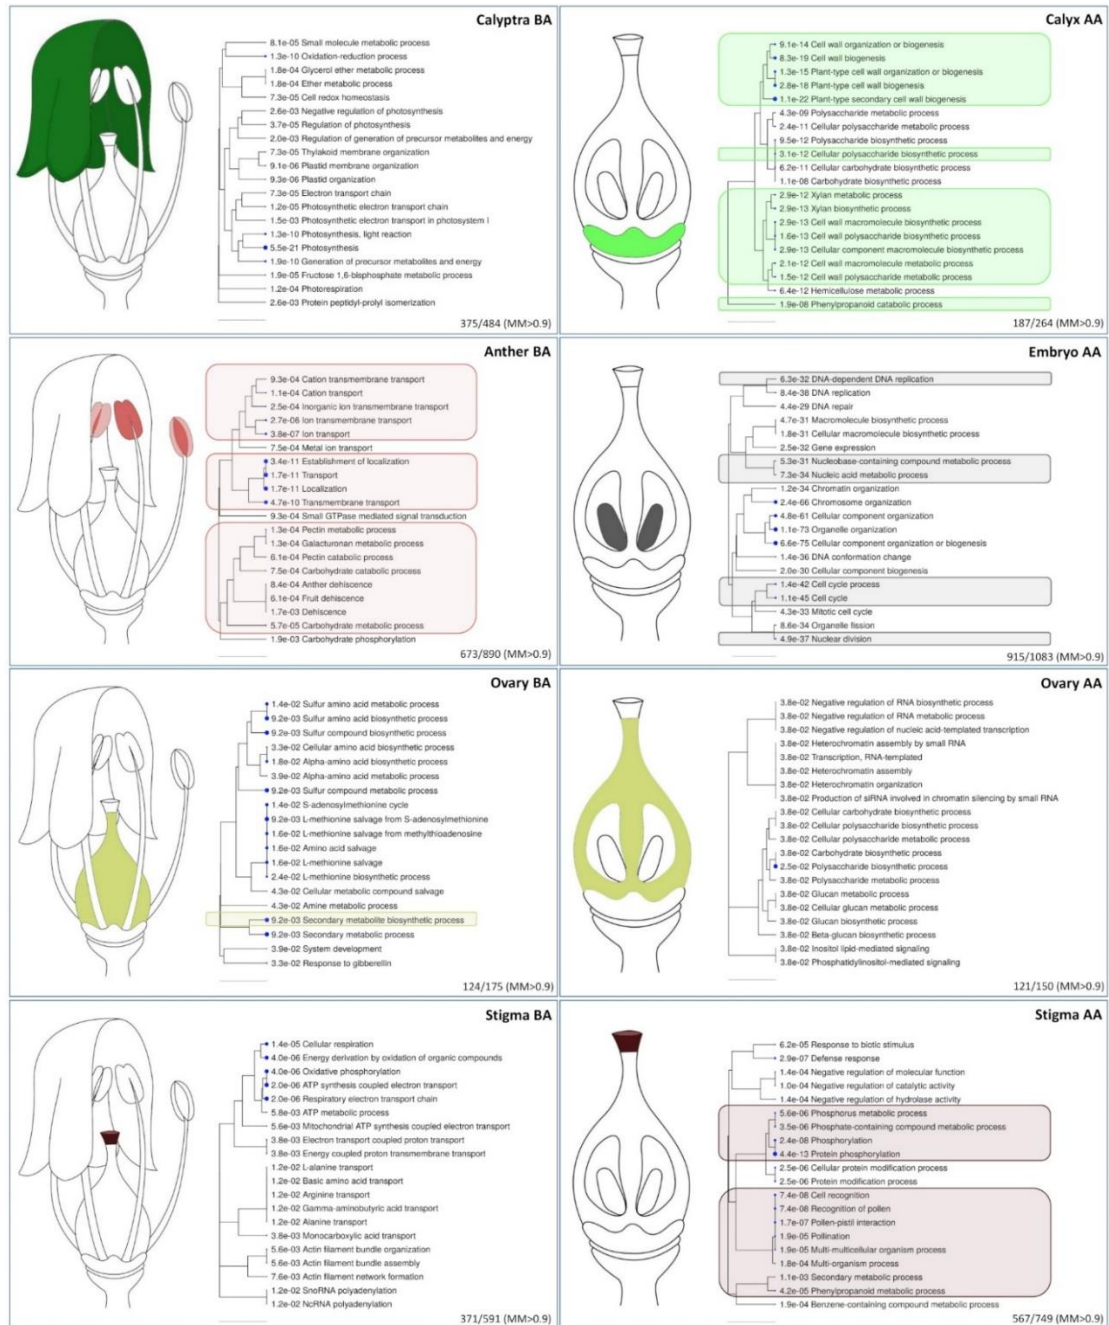 Calyptra BA
8.1e-05 Small molecule metabolic process
1.3e-10 Oxidation-reduction process
1.8e-04 Glycerol ether metabolic process
1.8e-04 Ether metabolic process
7.3e-05 Cell redox homeostasis
2.6e-03 Negative regulation of photosynthesis
3.7e-05 Regulation of photosynthesis
2.0e-03 Regulation of generation of precursor metabolites and energy
7.3e-05 Thylakoid membrane organization
9.1e-06 Plastid membrane organization
9.3e-06 Plastid organization
7.3e-05 Electron transport chain
1.2e-05 Photosynthetic electron transport chain
1.5e-03 Photosynthetic electron transport in photosystem I
1.3e-10 Photosynthesis, light reaction
5.5e-21 Photosynthesis
1.9e-10 Generation of precursor metabolites and energy
1.9e-05 Fructose 1,6-bisphosphate metabolic process
1.2e-04 Photorespiration
2.6e-03 Protein peptidyl-prolyl isomerization
375/484 (MM>0.9)
Calyx AA
9.1e-14 Cell wall organization or biogenesis
8.3e-19 Cell wall biogenesis
1.3e-15 Plant-type cell wall organization or biogenesis
2.8e-18 Plant-type cell wall biogenesis
1.1e-22 Plant-type secondary cell wall biogenesis
4.3e-09 Polysaccharide metabolic process
2.4e-11 Cellular polysaccharide metabolic process
9.5e-12 Polysaccharide biosynthetic process
3.1e-12 Cellular polysaccharide biosynthetic process
6.2e-11 Cellular carbohydrate biosynthetic process
1.1e-08 Carbohydrate biosynthetic process
2.9e-12 Xylan metabolic process
2.9e-13 Xylan biosynthetic process
2.9e-13 Cell wall macromolecule biosynthetic process
1.6e-13 Cell wall polysaccharide biosynthetic process
2.9e-13 Cellular component macromolecule biosynthetic process
2.1e-12 Cell wall macromolecule metabolic process
1.5e-12 Cell wall polysaccharide metabolic process
6.4e-12 Hemicellulose metabolic process
1.9e-08 Phenylpropanoid catabolic process
187/264 (MM>0.9)
Anther BA
9.3e-04 Cation transmembrane transport
1.1e-04 Cation transport
2.5e-04 Inorganic ion transmembrane transport
2.7e-06 Ion transmembrane transport
3.8e-07 Ion transport
7.5e-04 Metal ion transport
3.4e-11 Establishment of localization
1.7e-11 Transport
1.7e-11 Localization
4.7e-10 Transmembrane transport
9.3e-04 Small GTPase mediated signal transduction
1.3e-04 Pectin metabolic process
1.3e-04 Galacturonan metabolic process
6.1e-04 Pectin catabolic process
7.5e-04 Carbohydrate catabolic process
8.4e-04 Anther dehiscence
6.1e-04 Fruit dehiscence
1.7e-03 Dehiscence
5.7e-05 Carbohydrate metabolic process
1.9e-03 Carbohydrate phosphorylation
673/890 (MM>0.9)
Embryo AA
6.3e-32 DNA-dependent DNA replication
8.4e-38 DNA replication
4.4e-29 DNA repair
4.7e-31 Macromolecule biosynthetic process
1.8e-31 Cellular macromolecule biosynthetic process
2.5e-32 Gene expression
5.3e-31 Nucleobase-containing compound metabolic process
7.3e-34 Nucleic acid metabolic process
1.2e-34 Chromatin organization
2.4e-66 Chromosome organization
4.8e-61 Cellular component organization
1.1e-73 Organelle organization
6.6e-75 Cellular component organization or biogenesis
1.4e-36 DNA conformation change
2.0e-30 Cellular component biogenesis
1.4e-42 Cell cycle process
1.1e-45 Cell cycle
4.3e-33 Mitotic cell cycle
8.6e-34 Organelle fission
4.9e-37 Nuclear division
915/1083 (MM>0.9)
Ovary BA
1.4e-02 Sulfur amino acid metabolic process
9.2e-03 Sulfur amino acid biosynthetic process
9.2e-03 Sulfur compound biosynthetic process
3.3e-02 Cellular amino acid biosynthetic process
1.8e-02 Alpha-amino acid biosynthetic process
3.9e-02 Alpha-amino acid metabolic process
9.2e-03 Sulfur compound metabolic process
1.4e-02 S-adenosylmethionine cycle
9.2e-03 L-methionine salvage from S-adenosylmethionine
1.6e-02 L-methionine salvage from methylthioadenosine
1.6e-02 Amino acid salvage
1.6e-02 L-methionine salvage
2.4e-02 L-methionine biosynthetic process
4.3e-02 Cellular metabolic compound salvage
4.3e-02 Amine metabolic process
9.2e-03 Secondary metabolite biosynthetic process
9.2e-03 Secondary metabolic process
3.9e-02 System development
3.3e-02 Response to gibberellin
124/175 (MM>0.9)
Ovary AA
3.8e-02 Negative regulation of RNA biosynthetic process
3.8e-02 Negative regulation of RNA metabolic process
3.8e-02 Negative regulation of nucleic acid-templated transcription
3.8e-02 Heterochromatin assembly by small RNA
3.8e-02 Transcription, RNA-templated
3.8e-02 Heterochromatin assembly
3.8e-02 Heterochromatin organization
3.8e-02 Production of siRNA involved in chromatin silencing by small RNA
3.8e-02 Cellular carbohydrate biosynthetic process
3.8e-02 Cellular polysaccharide biosynthetic process
3.8e-02 Cellular polysaccharide metabolic process
3.8e-02 Carbohydrate biosynthetic process
2.5e-02 Polysaccharide biosynthetic process
3.8e-02 Polysaccharide metabolic process
3.8e-02 Glucan metabolic process
3.8e-02 Cellular glucan metabolic process
3.8e-02 Glucan biosynthetic process
3.8e-02 Beta-glucan biosynthetic process
3.8e-02 Inositol lipid-mediated signaling
3.8e-02 Phosphatidylinositol-mediated signaling
121/150 (MM>0.9)
Stigma BA
1.4e-05 Cellular respiration
4.0e-06 Energy derivation by oxidation of organic compounds
4.0e-06 Oxidative phosphorylation
2.0e-06 ATP synthesis coupled electron transport
2.0e-06 Respiratory electron transport chain
5.8e-03 ATP metabolic process
5.6e-03 Mitochondrial ATP synthesis coupled electron transport
3.8e-03 Electron transport coupled proton transport
3.8e-03 Energy coupled proton transmembrane transport
1.2e-02 L-alanine transport
1.2e-02 Basic amino acid transport
1.2e-02 Arginine transport
1.2e-02 Gamma-aminobutyric acid transport
1.2e-02 Alanine transport
3.8e-03 Monocarboxylic acid transport
5.6e-03 Actin filament bundle organization
5.6e-03 Actin filament bundle assembly
7.6e-03 Actin filament network formation
1.2e-02 SnoRNA polyadenylation
1.2e-02 NcRNA polyadenylation
371/591 (MM>0.9)
Stigma AA
6.2e-05 Response to biotic stimulus
2.9e-07 Defense response
1.4e-04 Negative regulation of molecular function
1.0e-04 Negative regulation of catalytic activity
1.4e-04 Negative regulation of hydrolase activity
5.6e-06 Phosphorus metabolic process
3.5e-06 Phosphate-containing compound metabolic process
2.4e-08 Phosphorylation
4.4e-13 Protein phosphorylation
2.5e-06 Cellular protein modification process
2.5e-06 Protein modification process
7.4e-08 Cell recognition
7.4e-08 Recognition of pollen
1.7e-07 Pollen-pistil interaction
1.9e-05 Pollination
1.9e-05 Multi-multicellular organism process
1.8e-04 Multi-organism process
1.1e-03 Secondary metabolic process
4.2e-05 Phenylpropanoid metabolic process
1.9e-04 Benzene-containing compound metabolic process
567/749 (MM>0.9)